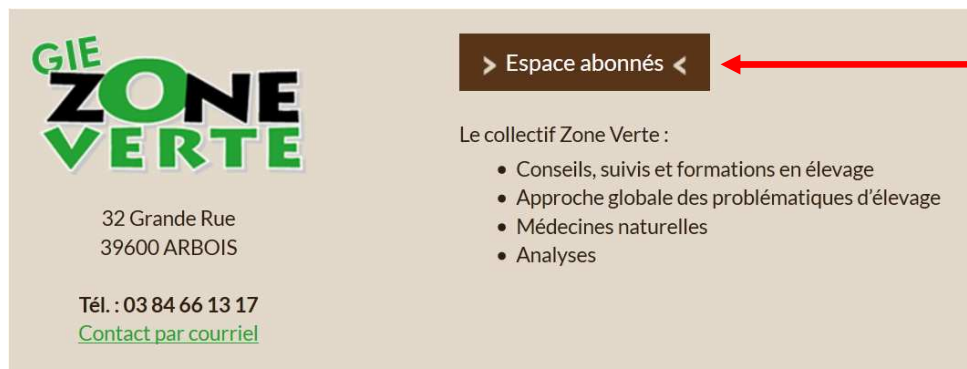 GIE
ZONE
VERTE
32 Grande Rue
39600 ARBOIS
Tél. : 03 84 66 13 17
Contact par courriel
> Espace abonnés <
Le collectif Zone Verte :
• Conseils, suivis et formations en élevage
• Approche globale des problématiques d'élevage
• Médecines naturelles
• Analyses